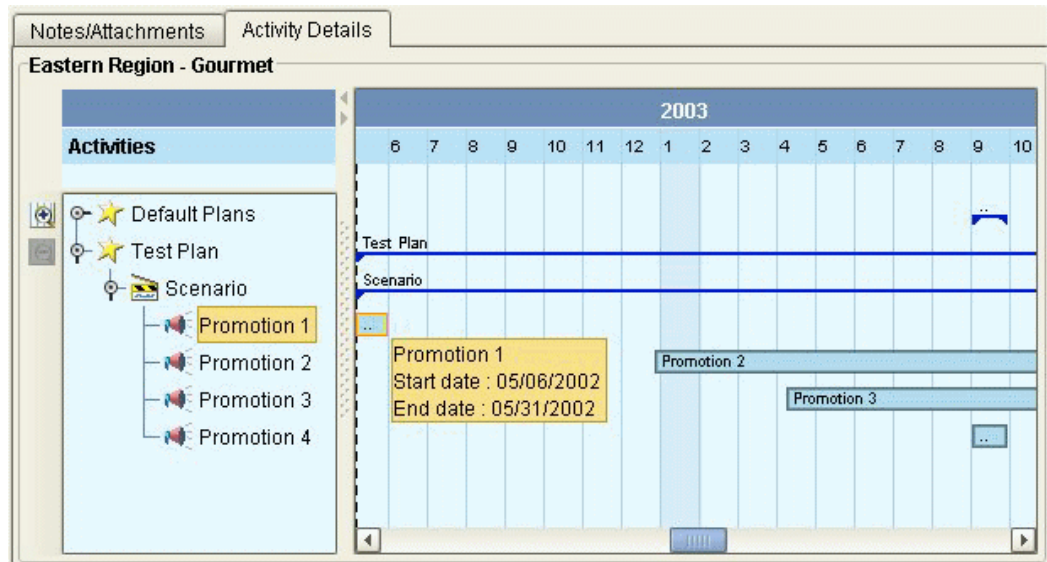 Notes/Attachments
Activity Details
Eastern Region - Gourmet
2003
Activities
6 7 8 9 10 11 12 1 2 3 4 5 6 7 8 9 10
Default Plans
..
Test Plan
Test Plan
Scenario
Scenario
Promotion 1
..
Promotion 1
Start date : 05/06/2002
End date : 05/31/2002
Promotion 2
Promotion 2
Promotion 3
Promotion 3
Promotion 4
..